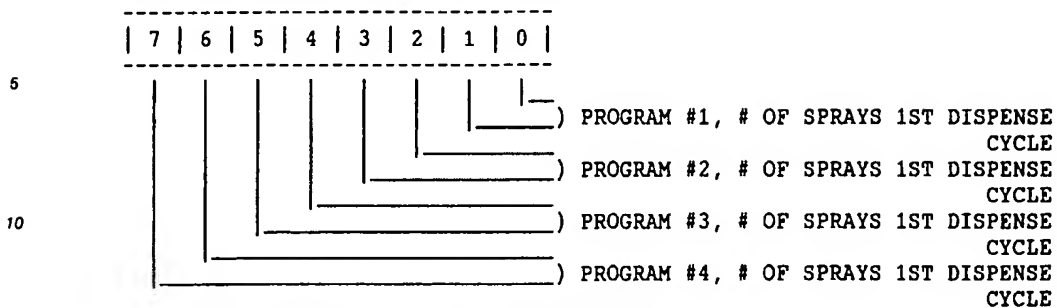 | 7 | 6 | 5 | 4 | 3 | 2 | 1 | 0 |
5
) PROGRAM #1, # OF SPRAYS 1ST DISPENSE
CYCLE
) PROGRAM #2, # OF SPRAYS 1ST DISPENSE
CYCLE
10
) PROGRAM #3, # OF SPRAYS 1ST DISPENSE
CYCLE
) PROGRAM #4, # OF SPRAYS 1ST DISPENSE
CYCLE